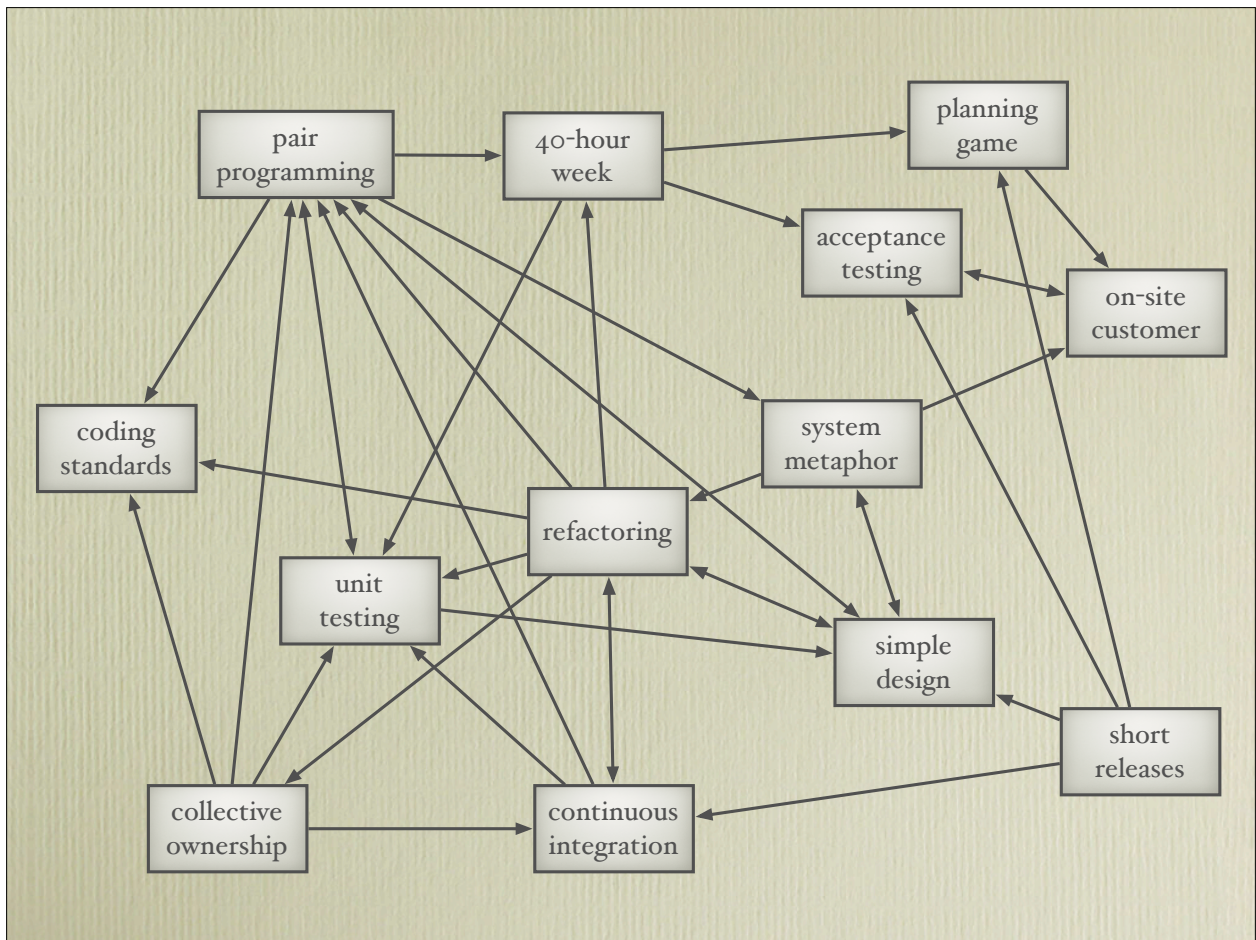 planning
game
pair
programming
40-hour
week
acceptance
testing
on-site
customer
coding
standards
system
metaphor
refactoring
unit
testing
simple
design
short
releases
collective
ownership
continuous
integration